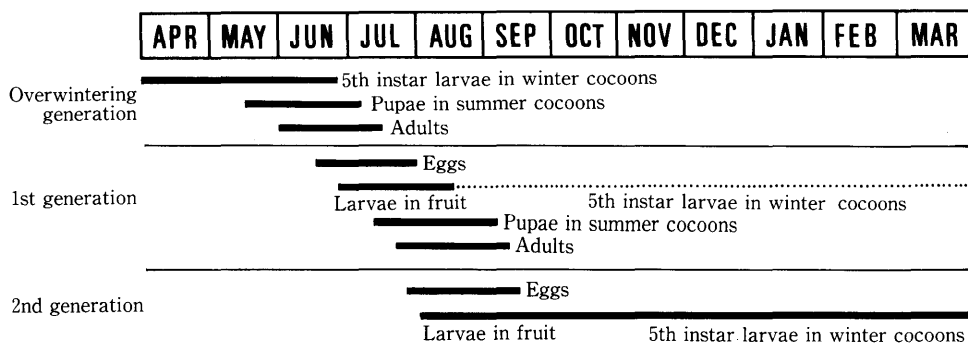 APR MAY JUN JUL AUG SEP OCT NOV DEC JAN FEB MAR
Overwintering generation
5th instar larvae in winter cocoons
Pupae in summer cocoons
Adults
1st generation
Eggs
Larvae in fruit 5th instar larvae in winter cocoons
Pupae in summer cocoons
Adults
2nd generation
Eggs
Larvae in fruit 5th instar larvae in winter cocoons